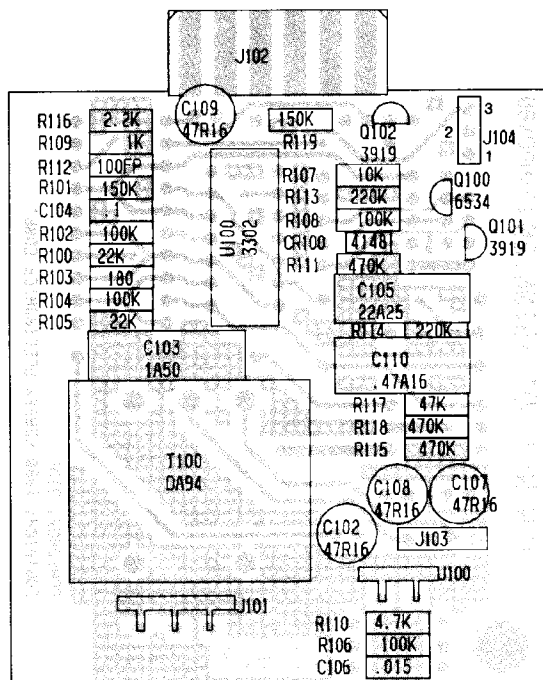 J102
C109
47R16
150K
R119
Q102
3919
3
2
1
J104
R116 2.2K
R109 1K
R112 100FP
R101 150K
C104 1
R102 100K
R100 22K
R103 180
R104 100K
R105 22K
U100
3302
R107 10K
R113 220K
R108 100K
CR100 4148
R111 470K
Q100
6534
Q101
3919
C105
22A25
R114 220K
C103
1A50
C110
.47A16
R117 47K
R118 470K
R115 470K
T100
DA94
C108
47R16
C107
47R16
C102
47R16
J103
J100
J101
R110 4.7K
R106 100K
C106 .015